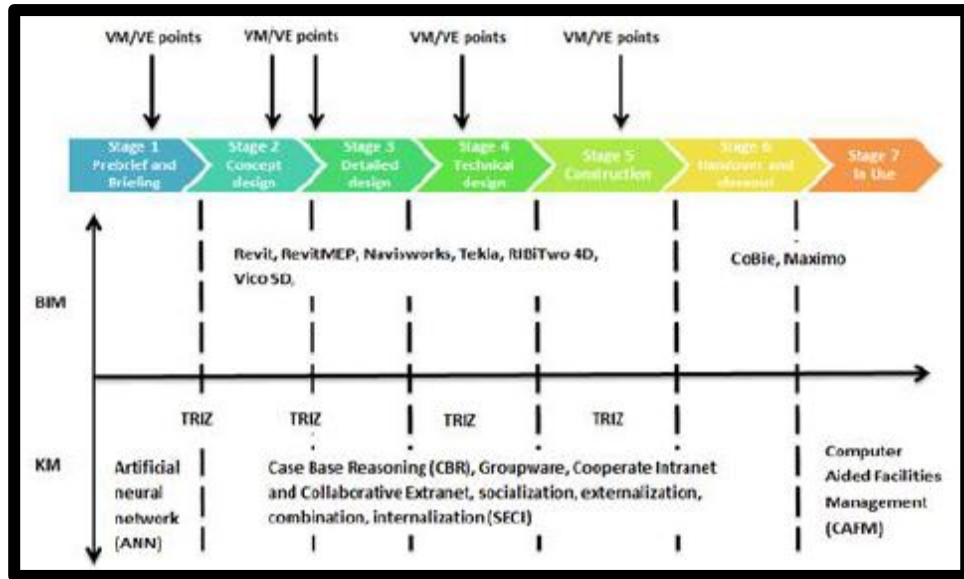 VM/VE points
VM/VE points
VM/VE points
VM/VE points
Stage 1
Prebrief and
Briefing
Stage 2
Concept
design
Stage 3
Detailed
design
Stage 4
Technical
design
Stage 5
Construction
Stage 6
Handover and
closeout
Stage 7
In Use
Revit, RevitMEP, Navisworks, Tekla, RIBiTwo 4D,
Vico 5D,
CoBie, Maximo
BIM
TRIZ
TRIZ
TRIZ
TRIZ
KM
Artificial
neural
network
(ANN)
Case Base Reasoning (CBR), Groupware, Cooperate Intranet
and Collaborative Extranet, socialization, externalization,
combination, internalization (SECI)
Computer
Aided Facilities
Management
(CAFM)